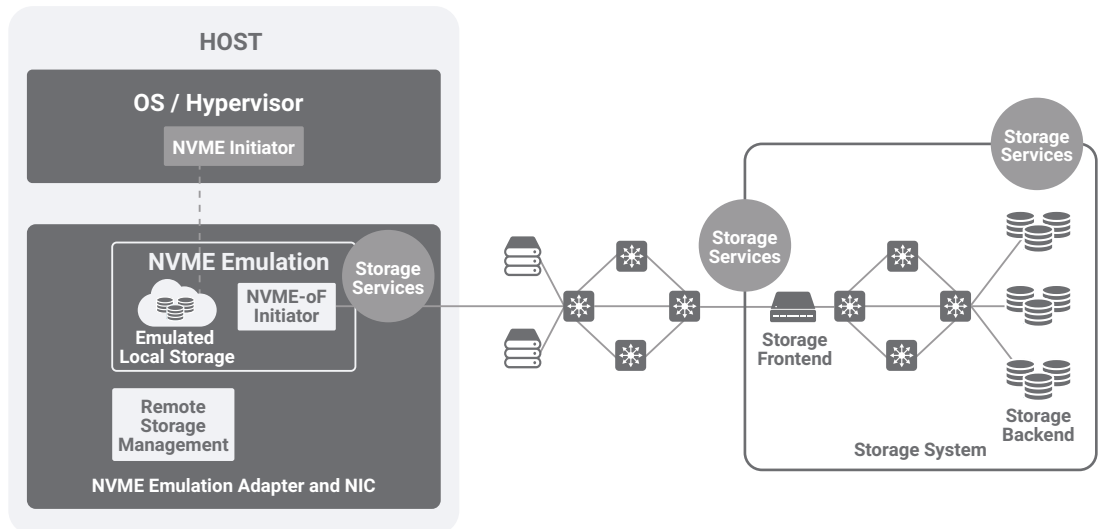 HOST
OS / Hypervisor
NVME Initiator
NVME Emulation
Storage
Services
NVME-oF
Initiator
Emulated
Local Storage
Remote
Storage
Management
NVME Emulation Adapter and NIC
Storage
Services
Storage
Frontend
Storage
Services
Storage
Backend
Storage System